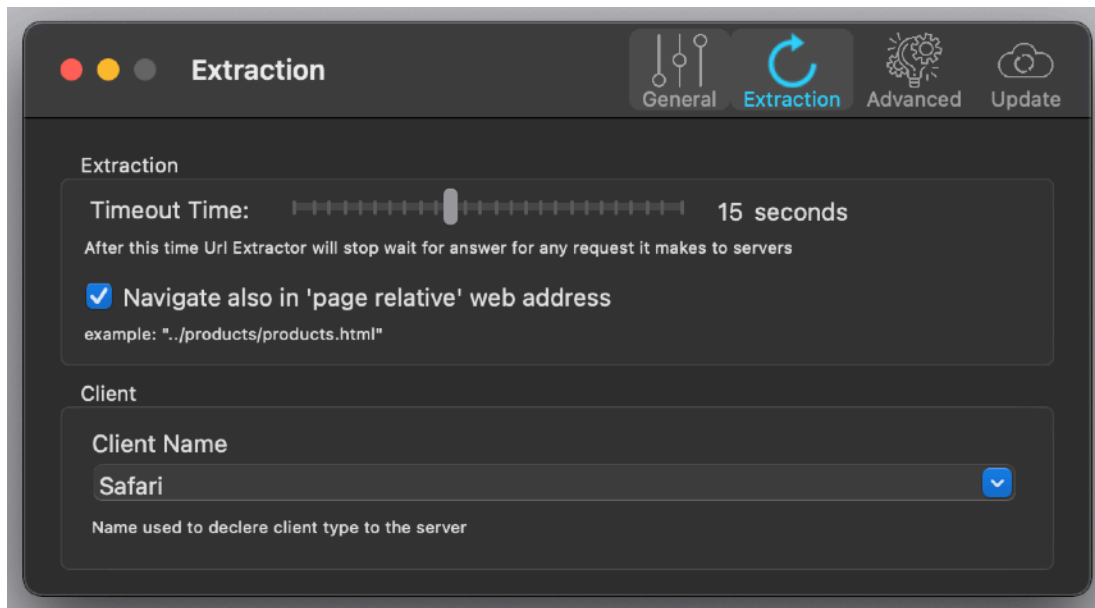 Extraction
General
Extraction
Advanced
Update
Extraction
Timeout Time:
15 seconds
After this time Url Extractor will stop wait for answer for any request it makes to servers
Navigate also in 'page relative' web address
example: "../products/products.html"
Client
Client Name
Safari
Name used to declere client type to the server